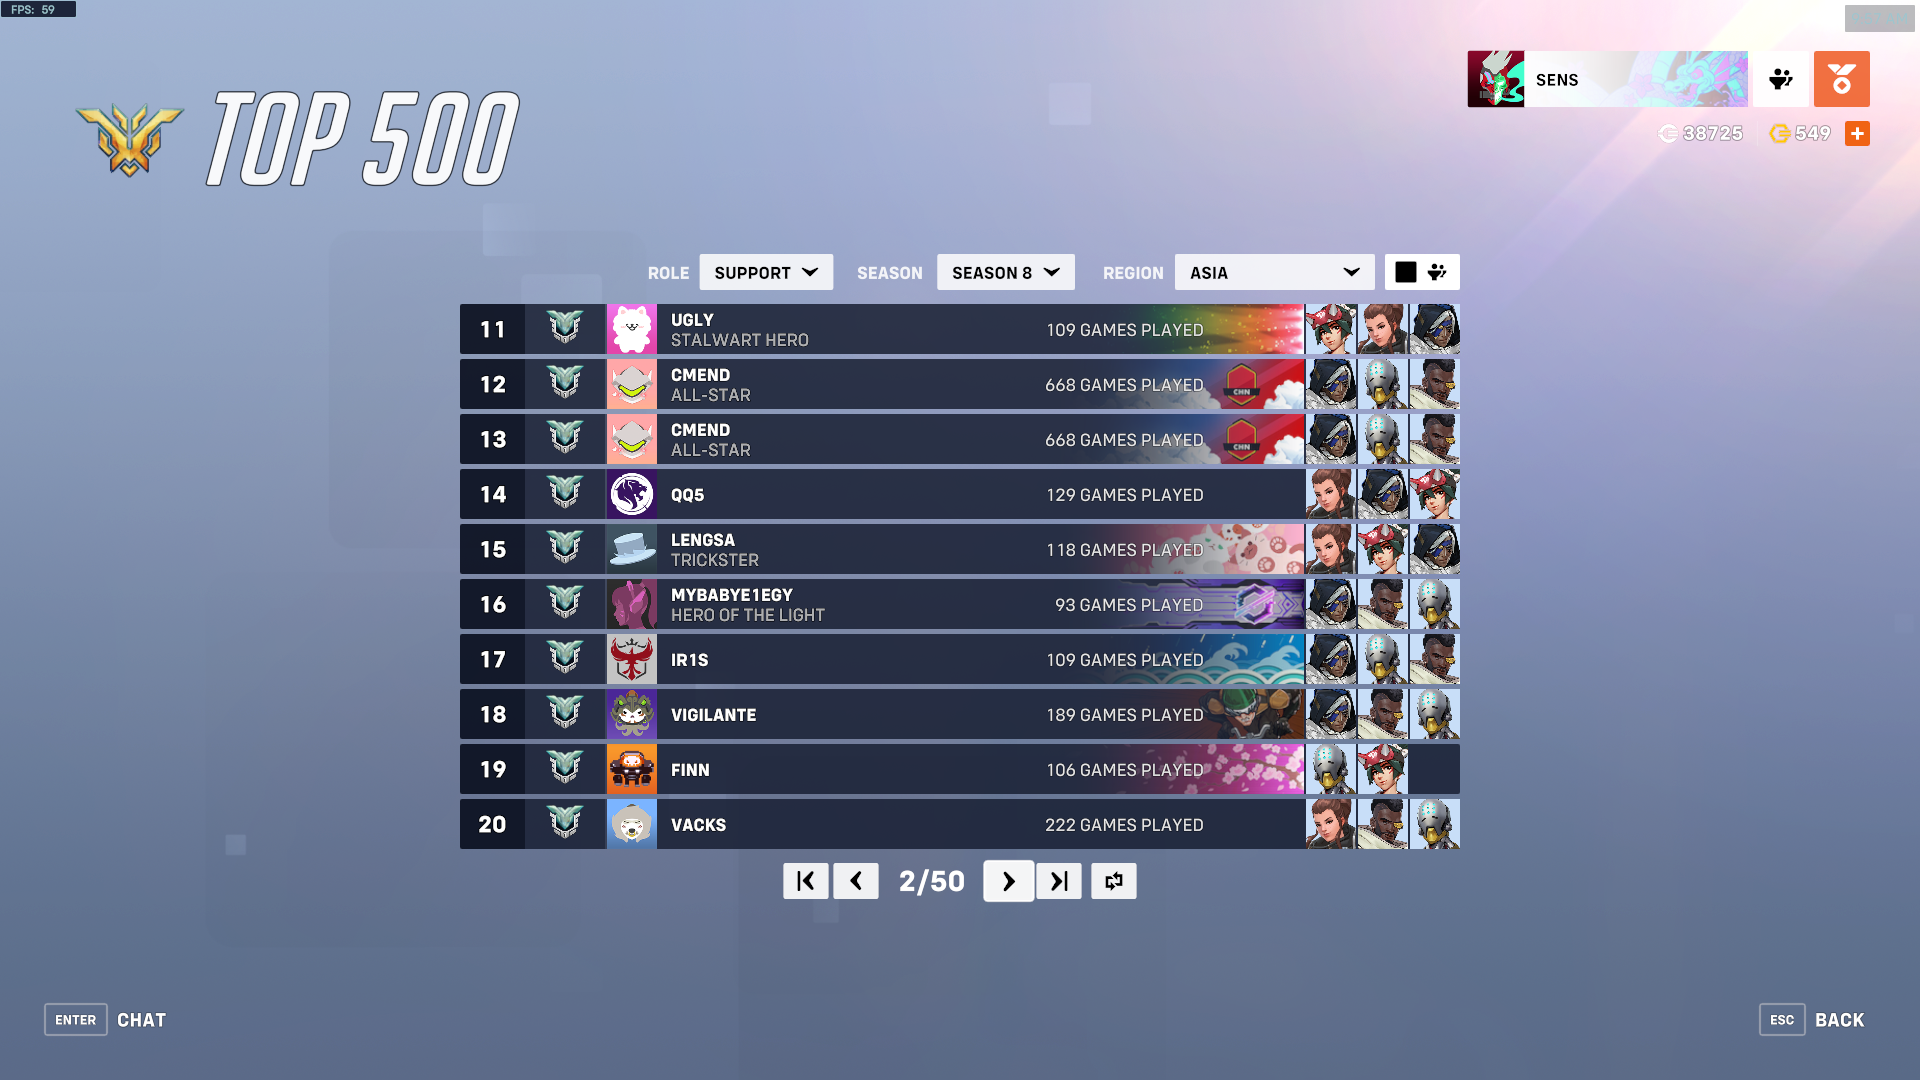 FPS: 59
SENS
38725
549
TOP 500
ROLE SUPPORT SEASON SEASON 8 REGION ASIA
11 UGLY 109 GAMES PLAYED
STALWART HERO
12 CMEND 668 GAMES PLAYED CHN
ALL-STAR
13 CMEND 668 GAMES PLAYED CHN
ALL-STAR
14 QQ5 129 GAMES PLAYED
15 LENGSA 118 GAMES PLAYED
TRICKSTER
16 MYBABYE1EGY 93 GAMES PLAYED
HERO OF THE LIGHT
17 IR1S 109 GAMES PLAYED
18 VIGILANTE 189 GAMES PLAYED
19 FINN 106 GAMES PLAYED
20 VACKS 222 GAMES PLAYED
2/50
ENTER CHAT
ESC BACK